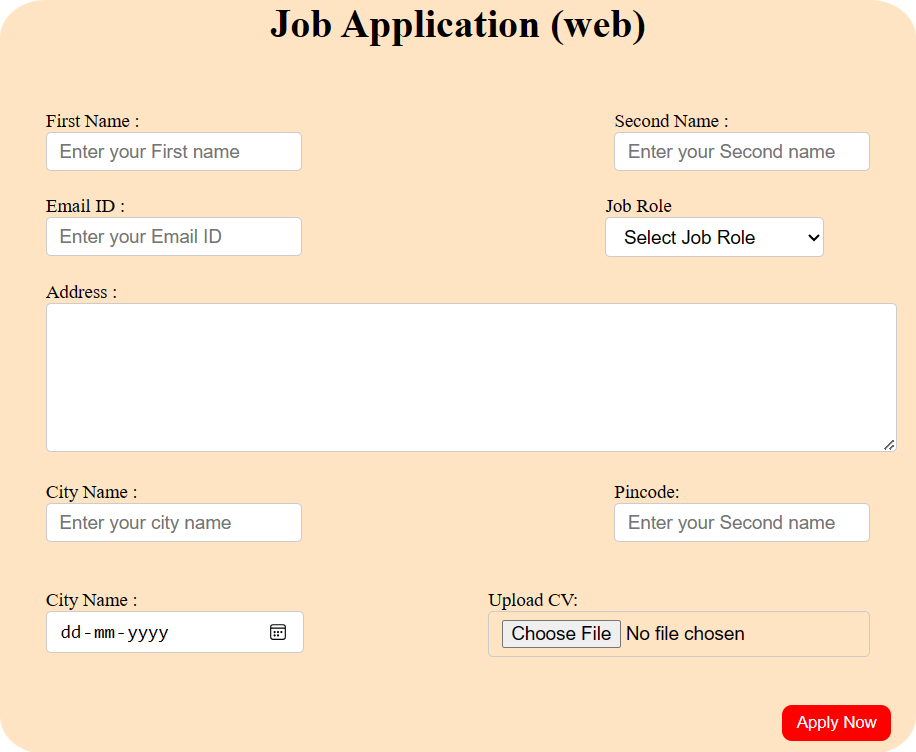 Job Application (web)
First Name :
Second Name :
Enter your First name
Enter your Second name
Email ID :
Job Role
Enter your Email ID
Select Job Role
Address :
City Name :
Pincode:
Enter your city name
Enter your Second name
City Name :
Upload CV:
dd-mm-yyyy
Choose File No file chosen
Apply Now